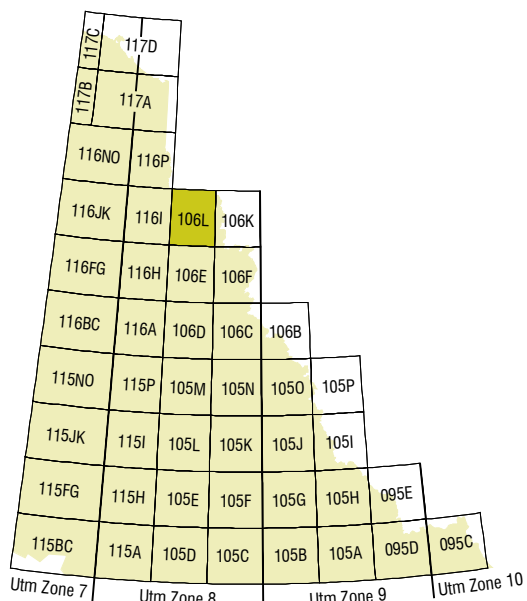 117C 117D
117B 117A
116NO 116P
116JK 116I 106L 106K
116FG 116H 106E 106F
116BC 116A 106D 106C 106B
115NO 115P 105M 105N 105O 105P
115JK 115I 105L 105K 105J 105I
115FG 115H 105E 105F 105G 105H 095E
115BC 115A 105D 105C 105B 105A 095D 095C
Utm Zone 7 Utm Zone 8 Utm Zone 9 Utm Zone 10